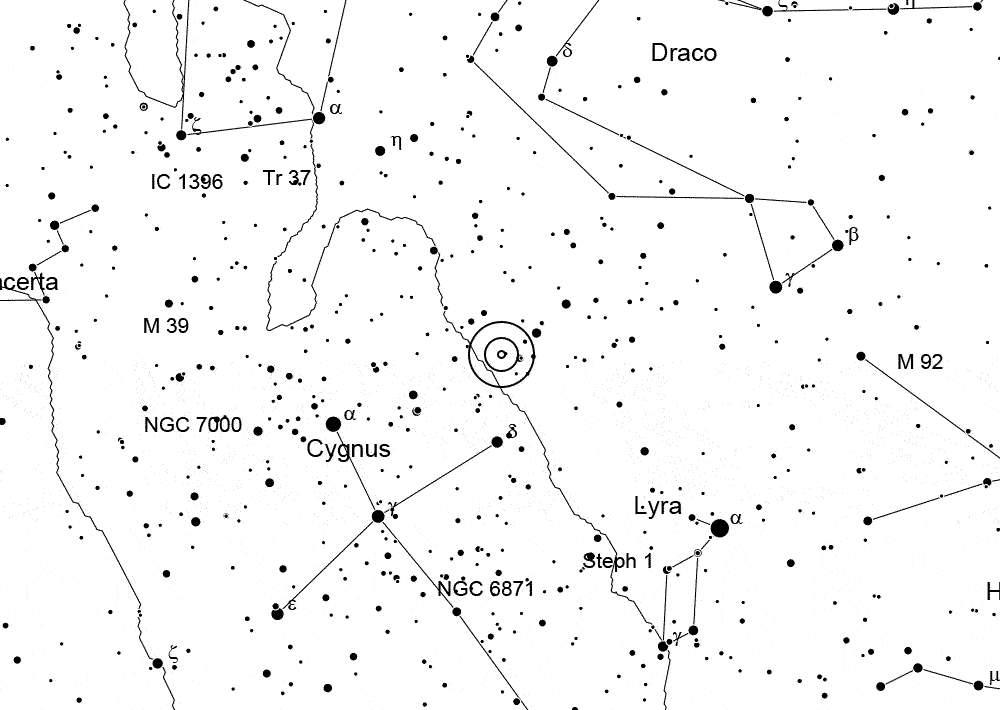 ζ
η
δ
Draco
α
ζ
η
IC 1396
Tr 37
β
γ
acerta
M 39
M 92
α
NGC 7000
δ
Cygnus
Lyra
α
γ
Steph 1
NGC 6871
ε
H
γ
ζ
μ